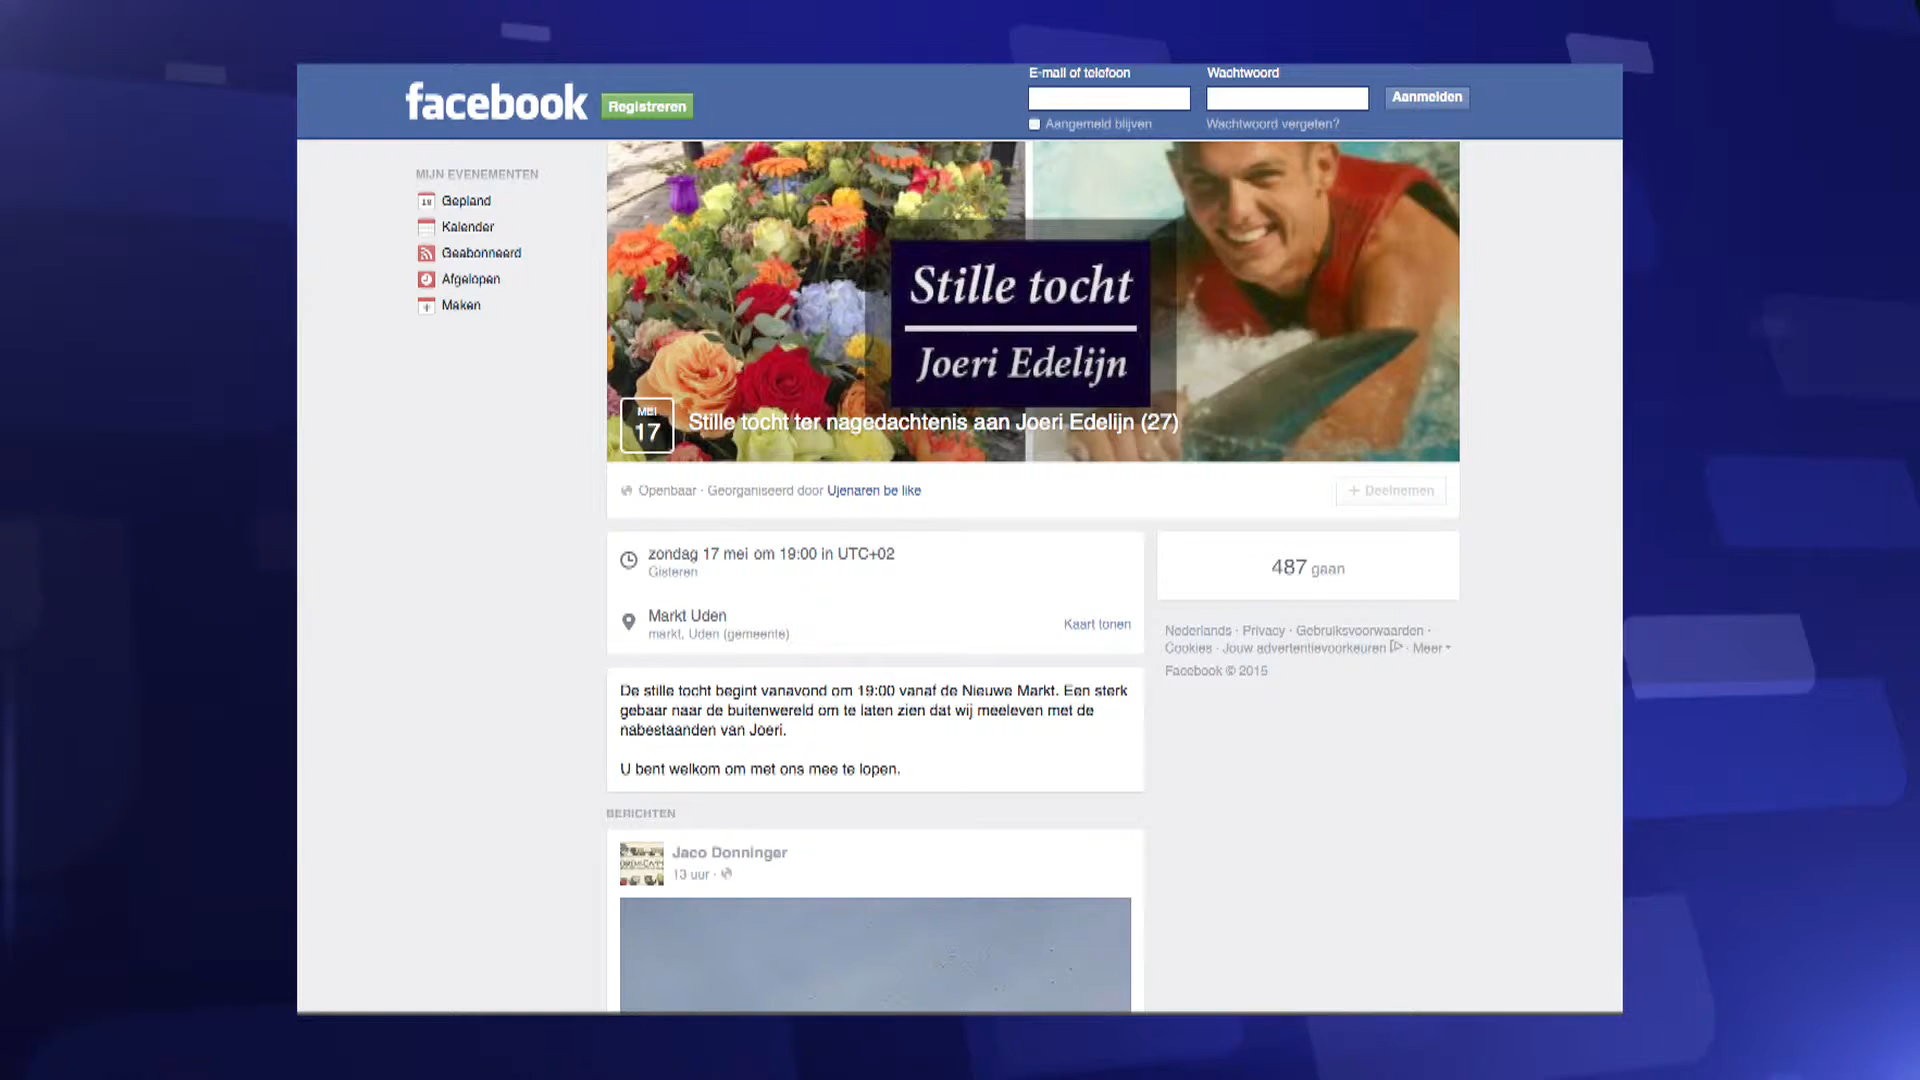 facebook
Registreren
E-mail of telefoon
Wachtwoord
Aanmelden
Aangemeld blijven
Wachtwoord vergeten?
MIJN EVENEMENTEN
Gepland
Kalender
Geabonneerd
Afgelopen
Maken
Stille tocht
Joeri Edelijn
MEI
17
Stille tocht ter nagedachtenis aan Joeri Edelijn (27)
Openbaar · Georganiseerd door Ujenaren be like
+ Deelnemen
zondag 17 mei om 19:00 in UTC+02
Gisteren
Markt Uden
markt, Uden (gemeente)
Kaart tonen
487 gaan
Nederlands · Privacy · Gebruiksvoorwaarden ·
Cookies · Jouw advertentievoorkeuren · Meer
Facebook © 2015
De stille tocht begint vanavond om 19:00 vanaf de Nieuwe Markt. Een sterk
gebaar naar de buitenwereld om te laten zien dat wij meeleven met de
nabestaanden van Joeri.
U bent welkom om met ons mee te lopen.
BERICHTEN
Jaco Donninger
13 uur ·